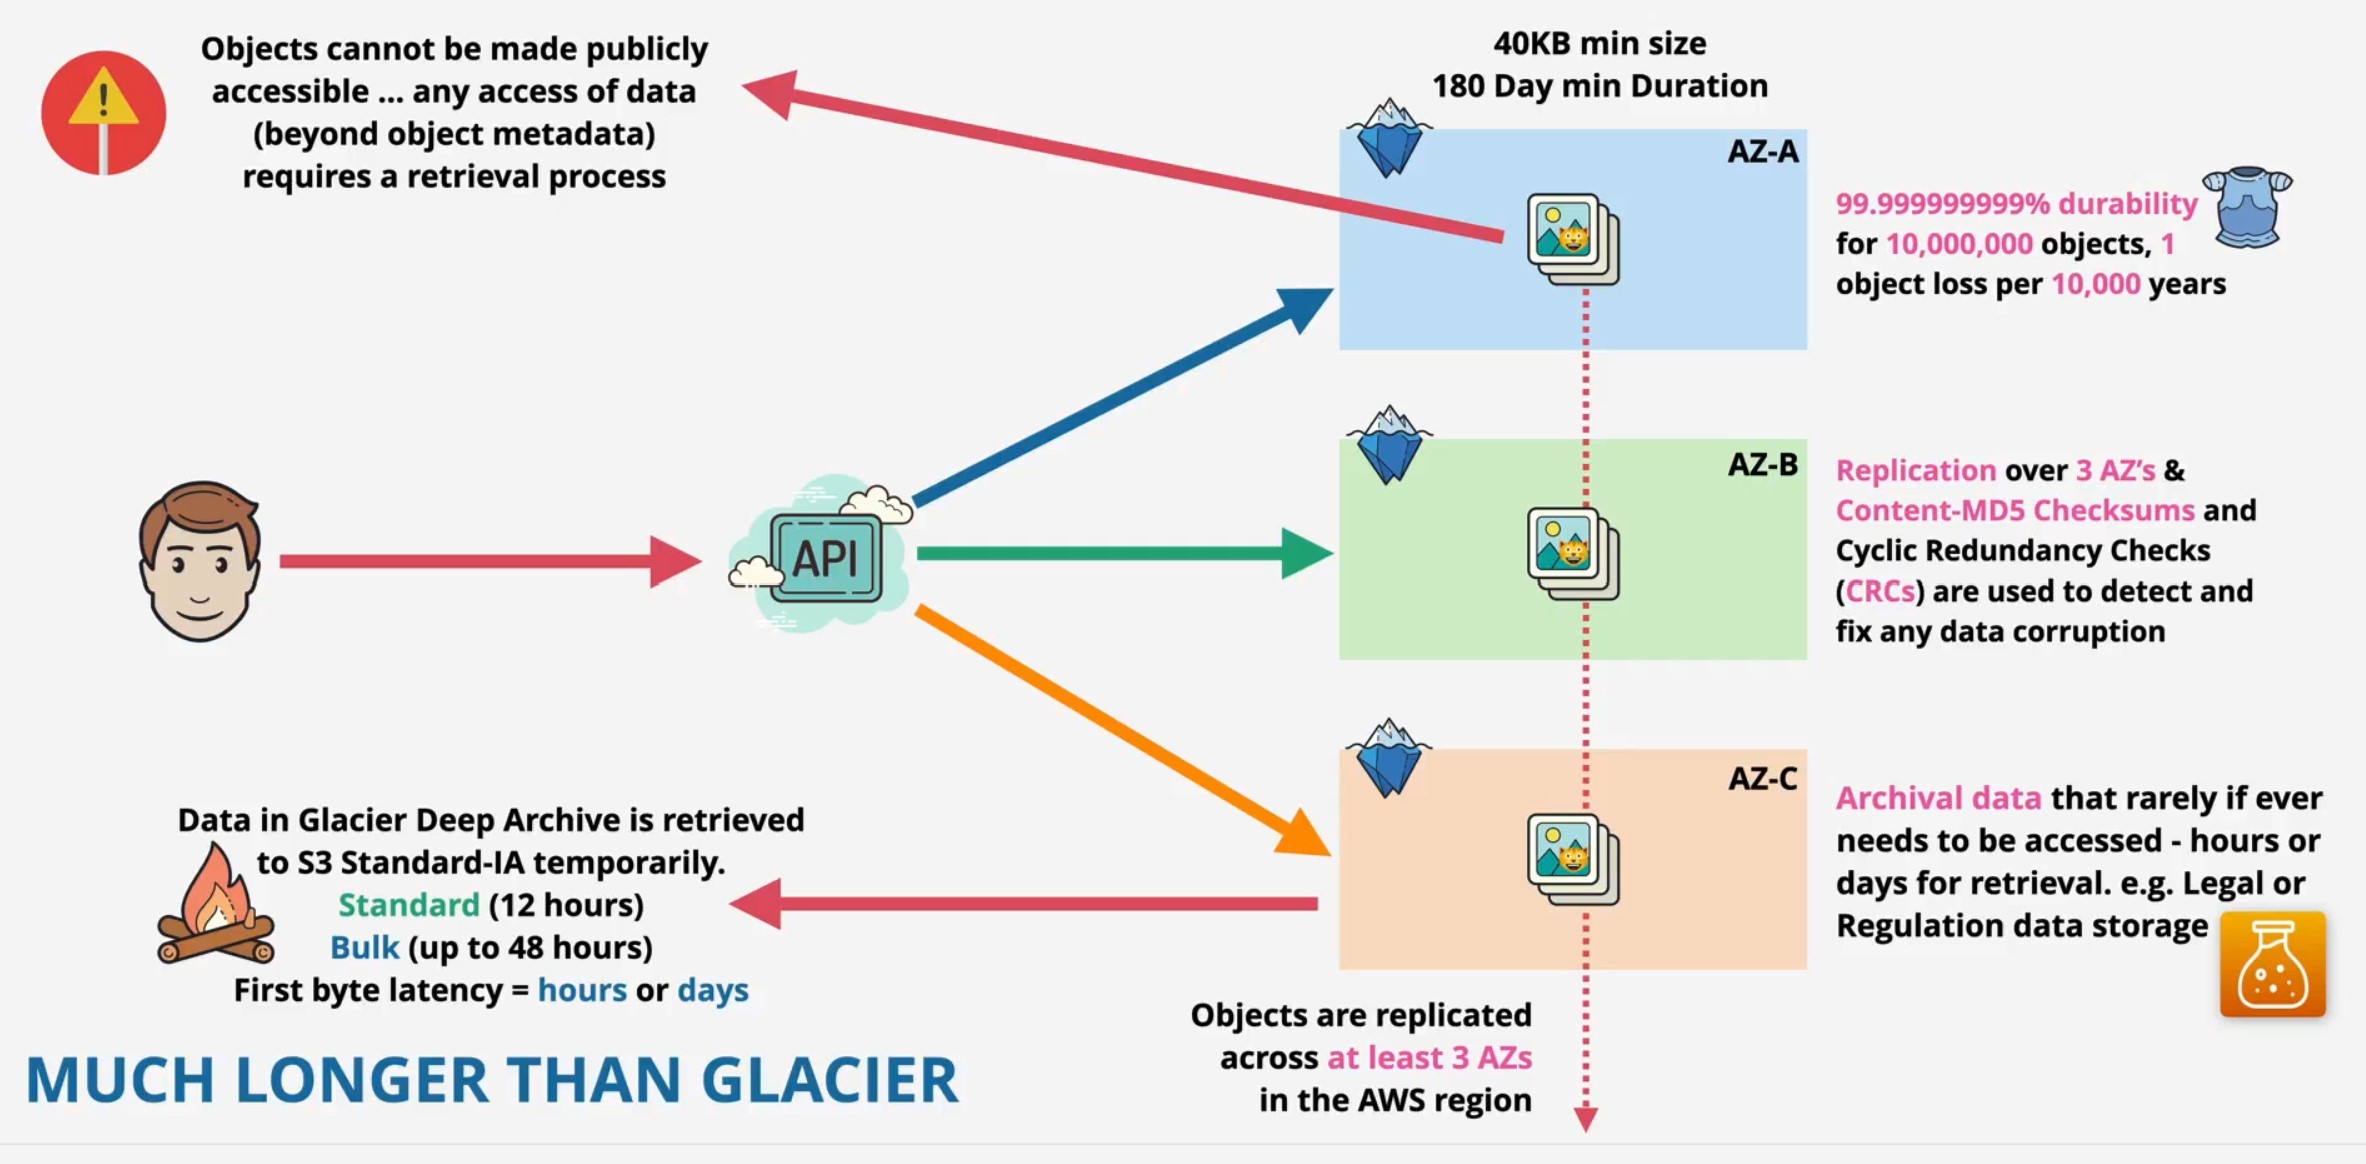 Objects cannot be made publicly
accessible ... any access of data
(beyond object metadata)
requires a retrieval process
40KB min size
180 Day min Duration
AZ-A
99.999999999% durability
for 10,000,000 objects, 1
object loss per 10,000 years
API
AZ-B
Replication over 3 AZ’s &
Content-MD5 Checksums and
Cyclic Redundancy Checks
(CRCs) are used to detect and
fix any data corruption
Data in Glacier Deep Archive is retrieved
to S3 Standard-IA temporarily.
Standard (12 hours)
Bulk (up to 48 hours)
First byte latency = hours or days
AZ-C
Archival data that rarely if ever
needs to be accessed - hours or
days for retrieval. e.g. Legal or
Regulation data storage
Objects are replicated
across at least 3 AZs
in the AWS region
MUCH LONGER THAN GLACIER